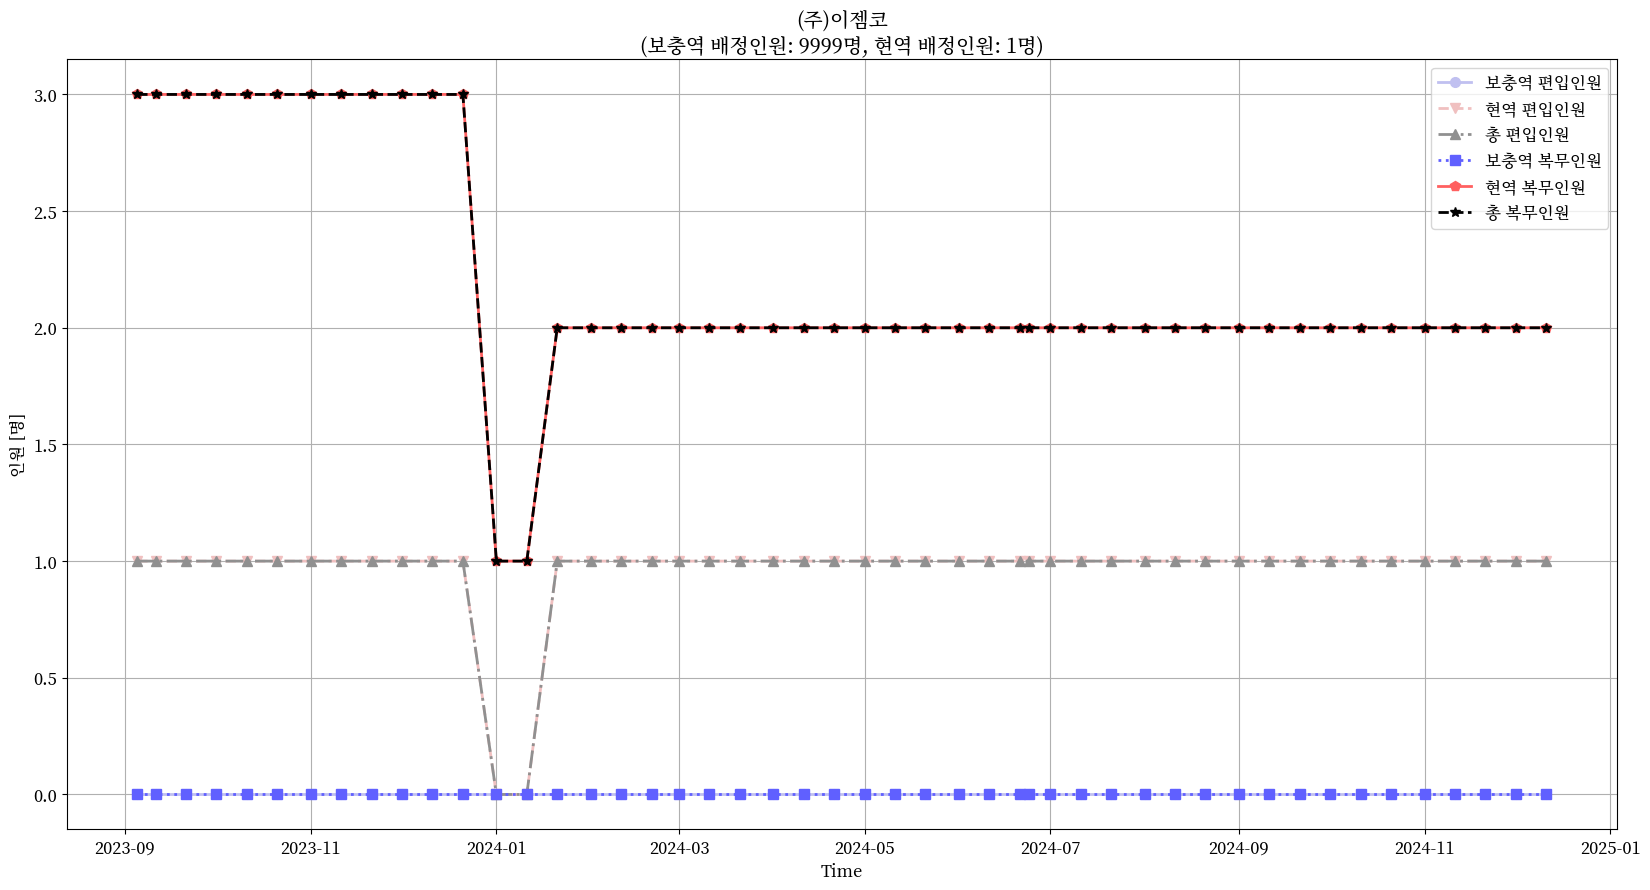 (주)이젬코
(보충역 배정인원: 9999명, 현역 배정인원: 1명)
보충역 편입인원
현역 편입인원
총 편입인원
보충역 복무인원
현역 복무인원
총 복무인원
3.0
2.5
2.0
1.5
1.0
0.5
0.0
인원 [명]
2023-09 2023-11 2024-01 2024-03 2024-05 2024-07 2024-09 2024-11 2025-01
Time